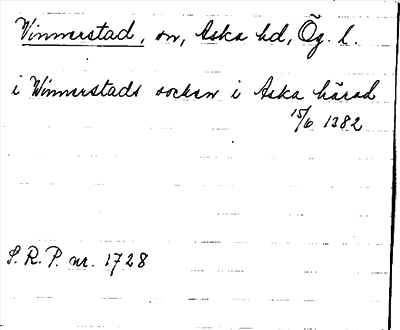 Vinnerstad, sn, Aska hd, Ög. l.
i Winnerstads socken i Aska härad
15/6 1382
S. R. P. nr. 1728